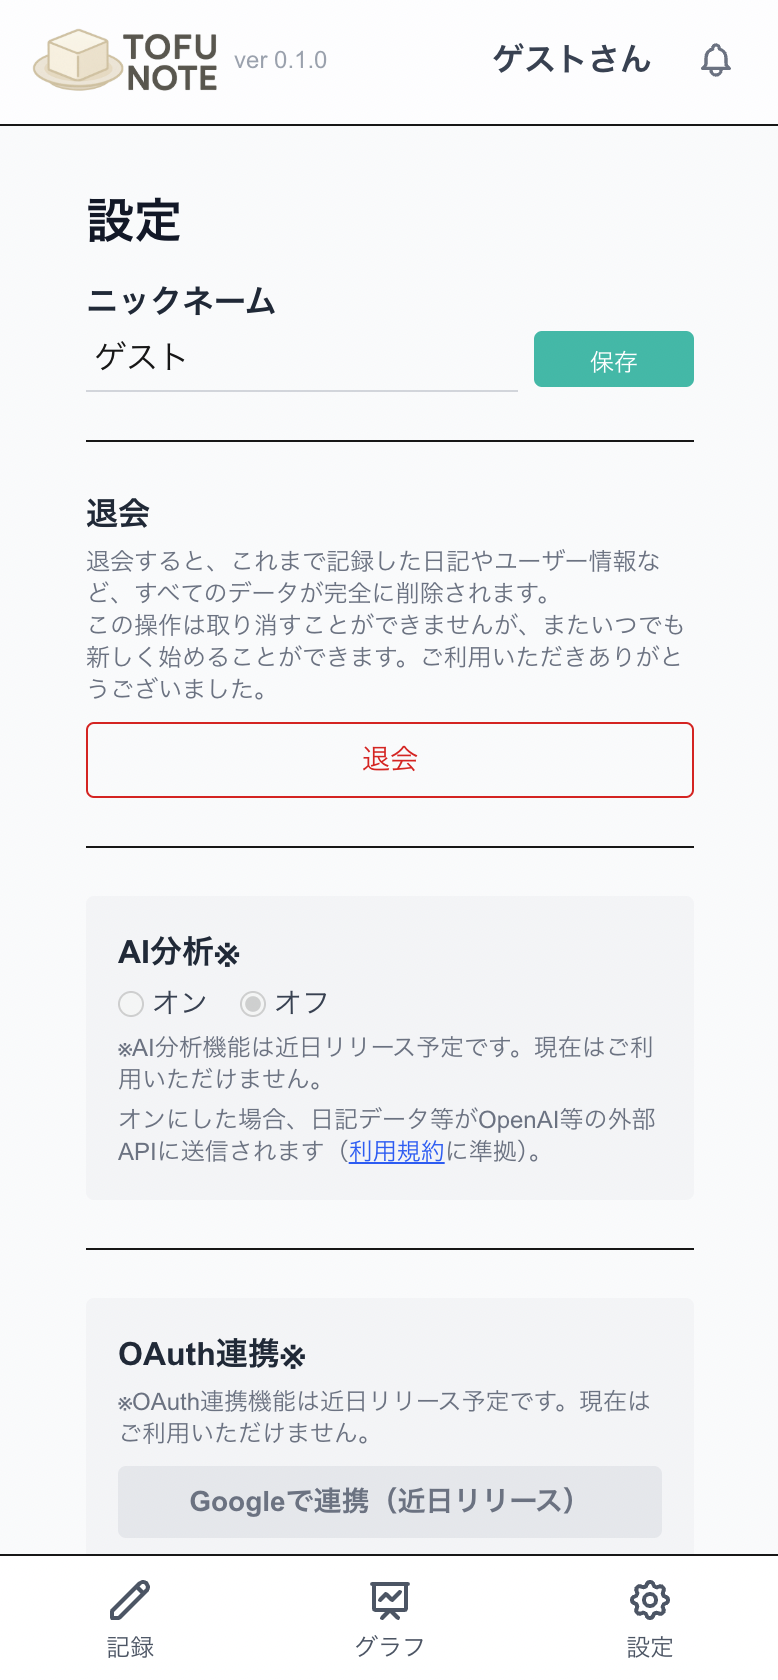 TOFU
NOTE
ver 0.1.0
ゲストさん
設定
ニックネーム
ゲスト
保存
退会
退会すると、これまで記録した日記やユーザー情報な
ど、すべてのデータが完全に削除されます。
この操作は取り消すことができませんが、またいつでも
新しく始めることができます。ご利用いただきありがと
うございました。
退会
AI分析※
オン
オフ
※AI分析機能は近日リリース予定です。現在はご利
用いただけません。
オンにした場合、日記データ等がOpenAI等の外部
APIに送信されます（利用規約に準拠）。
OAuth連携※
※OAuth連携機能は近日リリース予定です。現在は
ご利用いただけません。
Googleで連携（近日リリース）
記録
グラフ
設定